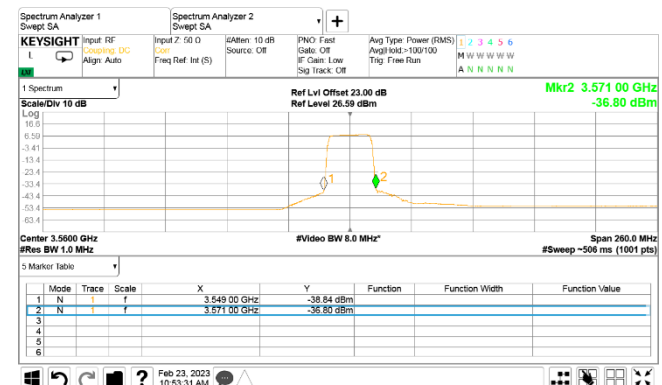 Spectrum Analyzer 1
Swept SA
Spectrum Analyzer 2
Swept SA
+
KEYSIGHT
L
Input: RF
Coupling: DC
Align: Auto
Input Z: 50 Ω
Corr
Freq Ref: Int (S)
#Atten: 10 dB
Source: Off
PNO: Fast
Gate: Off
IF Gain: Low
Sig Track: Off
Avg Type: Power (RMS)
Avg|Hold:>100/100
Trig: Free Run
1 2 3 4 5 6
M W W W W W
A N N N N N
1 Spectrum
Scale/Div 10 dB
Ref Lvl Offset 23.00 dB
Ref Level 26.59 dBm
Mkr2 3.571 00 GHz
-36.80 dBm
Log
16.6
6.59
-3.41
-13.4
-23.4
-33.4
-43.4
-53.4
-63.4
1
2
Center 3.5600 GHz
#Res BW 1.0 MHz
#Video BW 8.0 MHz*
Span 260.0 MHz
#Sweep ~506 ms (1001 pts)
5 Marker Table
Mode Trace Scale X Y Function Function Width Function Value
1 N 1 f 3.549 00 GHz -38.84 dBm
2 N 1 f 3.571 00 GHz -36.80 dBm
3
4
5
6
?
Feb 23, 2023
10:53:31 AM